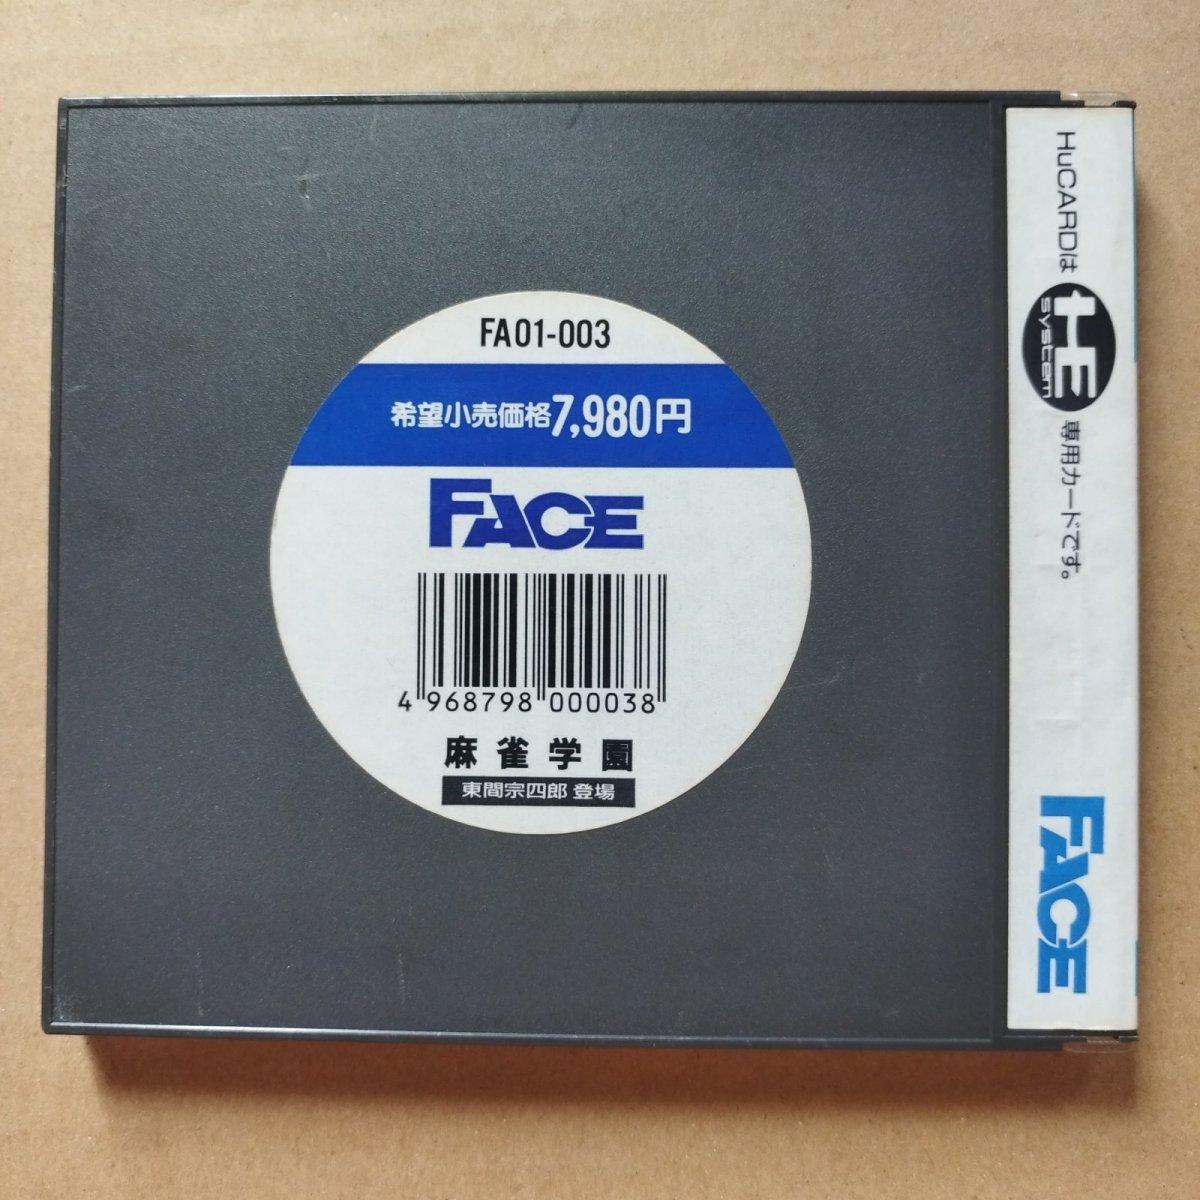 FA01-003
希望小売価格7,980円
FACE
4 968798 000038
麻雀学園
東間宗四郎 登場
HuCARDは HE system 専用カードです。
FACE